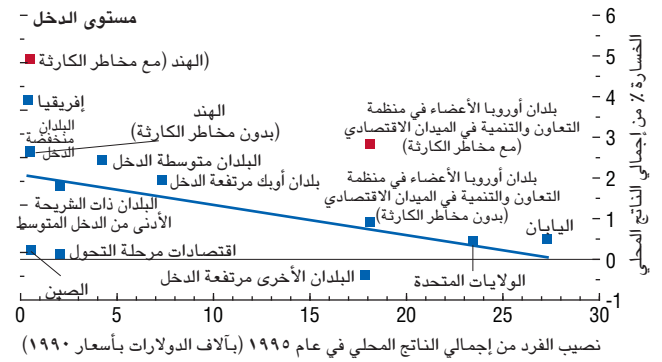 مستوى الدخل
الخسارة ٪ من إجمالي الناتج المحلي
6
5
4
3
2
1
0
-1
الهند (مع مخاطر الكارثة)
إفريقيا
البلدان
منخفضة
الدخل
الهند
(بدون مخاطر الكارثة)
البلدان متوسطة الدخل
بلدان أوبك مرتفعة الدخل
بلدان أوروبا الأعضاء في منظمة
التعاون والتنمية في الميدان الاقتصادي
(مع مخاطر الكارثة)
بلدان أوروبا الأعضاء في منظمة
التعاون والتنمية في الميدان الاقتصادي
(بدون مخاطر الكارثة)
البلدان ذات الشريحة
الأدنى من الدخل المتوسط
اليابان
اقتصادات مرحلة التحول
الصين
البلدان الأخرى مرتفعة الدخل
الولايات المتحدة
0 5 10 15 20 25 30
نصيب الفرد من إجمالي الناتج المحلي في عام ١٩٩٥ (بآلاف الدولارات بأسعار ١٩٩٠)